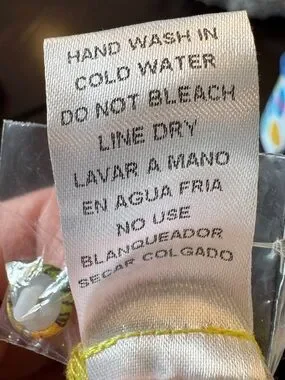 HAND WASH IN
COLD WATER
DO NOT BLEACH
LINE DRY
LAVAR A MANO
EN AGUA FRIA
NO USE
BLANQUEADOR
SECAR COLGADO